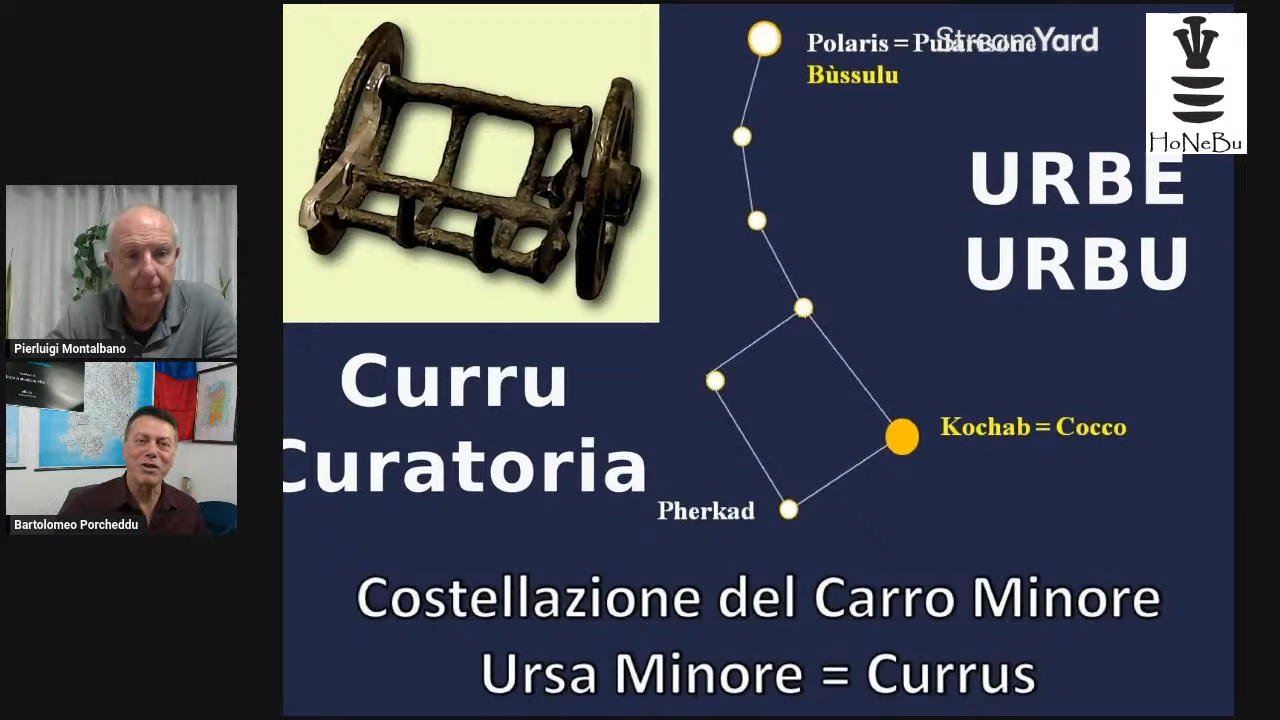 Polaris = Pularisone
StreamYard
Bùssulu
HoNeBu
URBE
URBU
Curru
Curatoria
Kochab = Cocco
Pherkad
Costellazione del Carro Minore
Ursa Minore = Currus
Pierluigi Montalbano
Bartolomeo Porcheddu